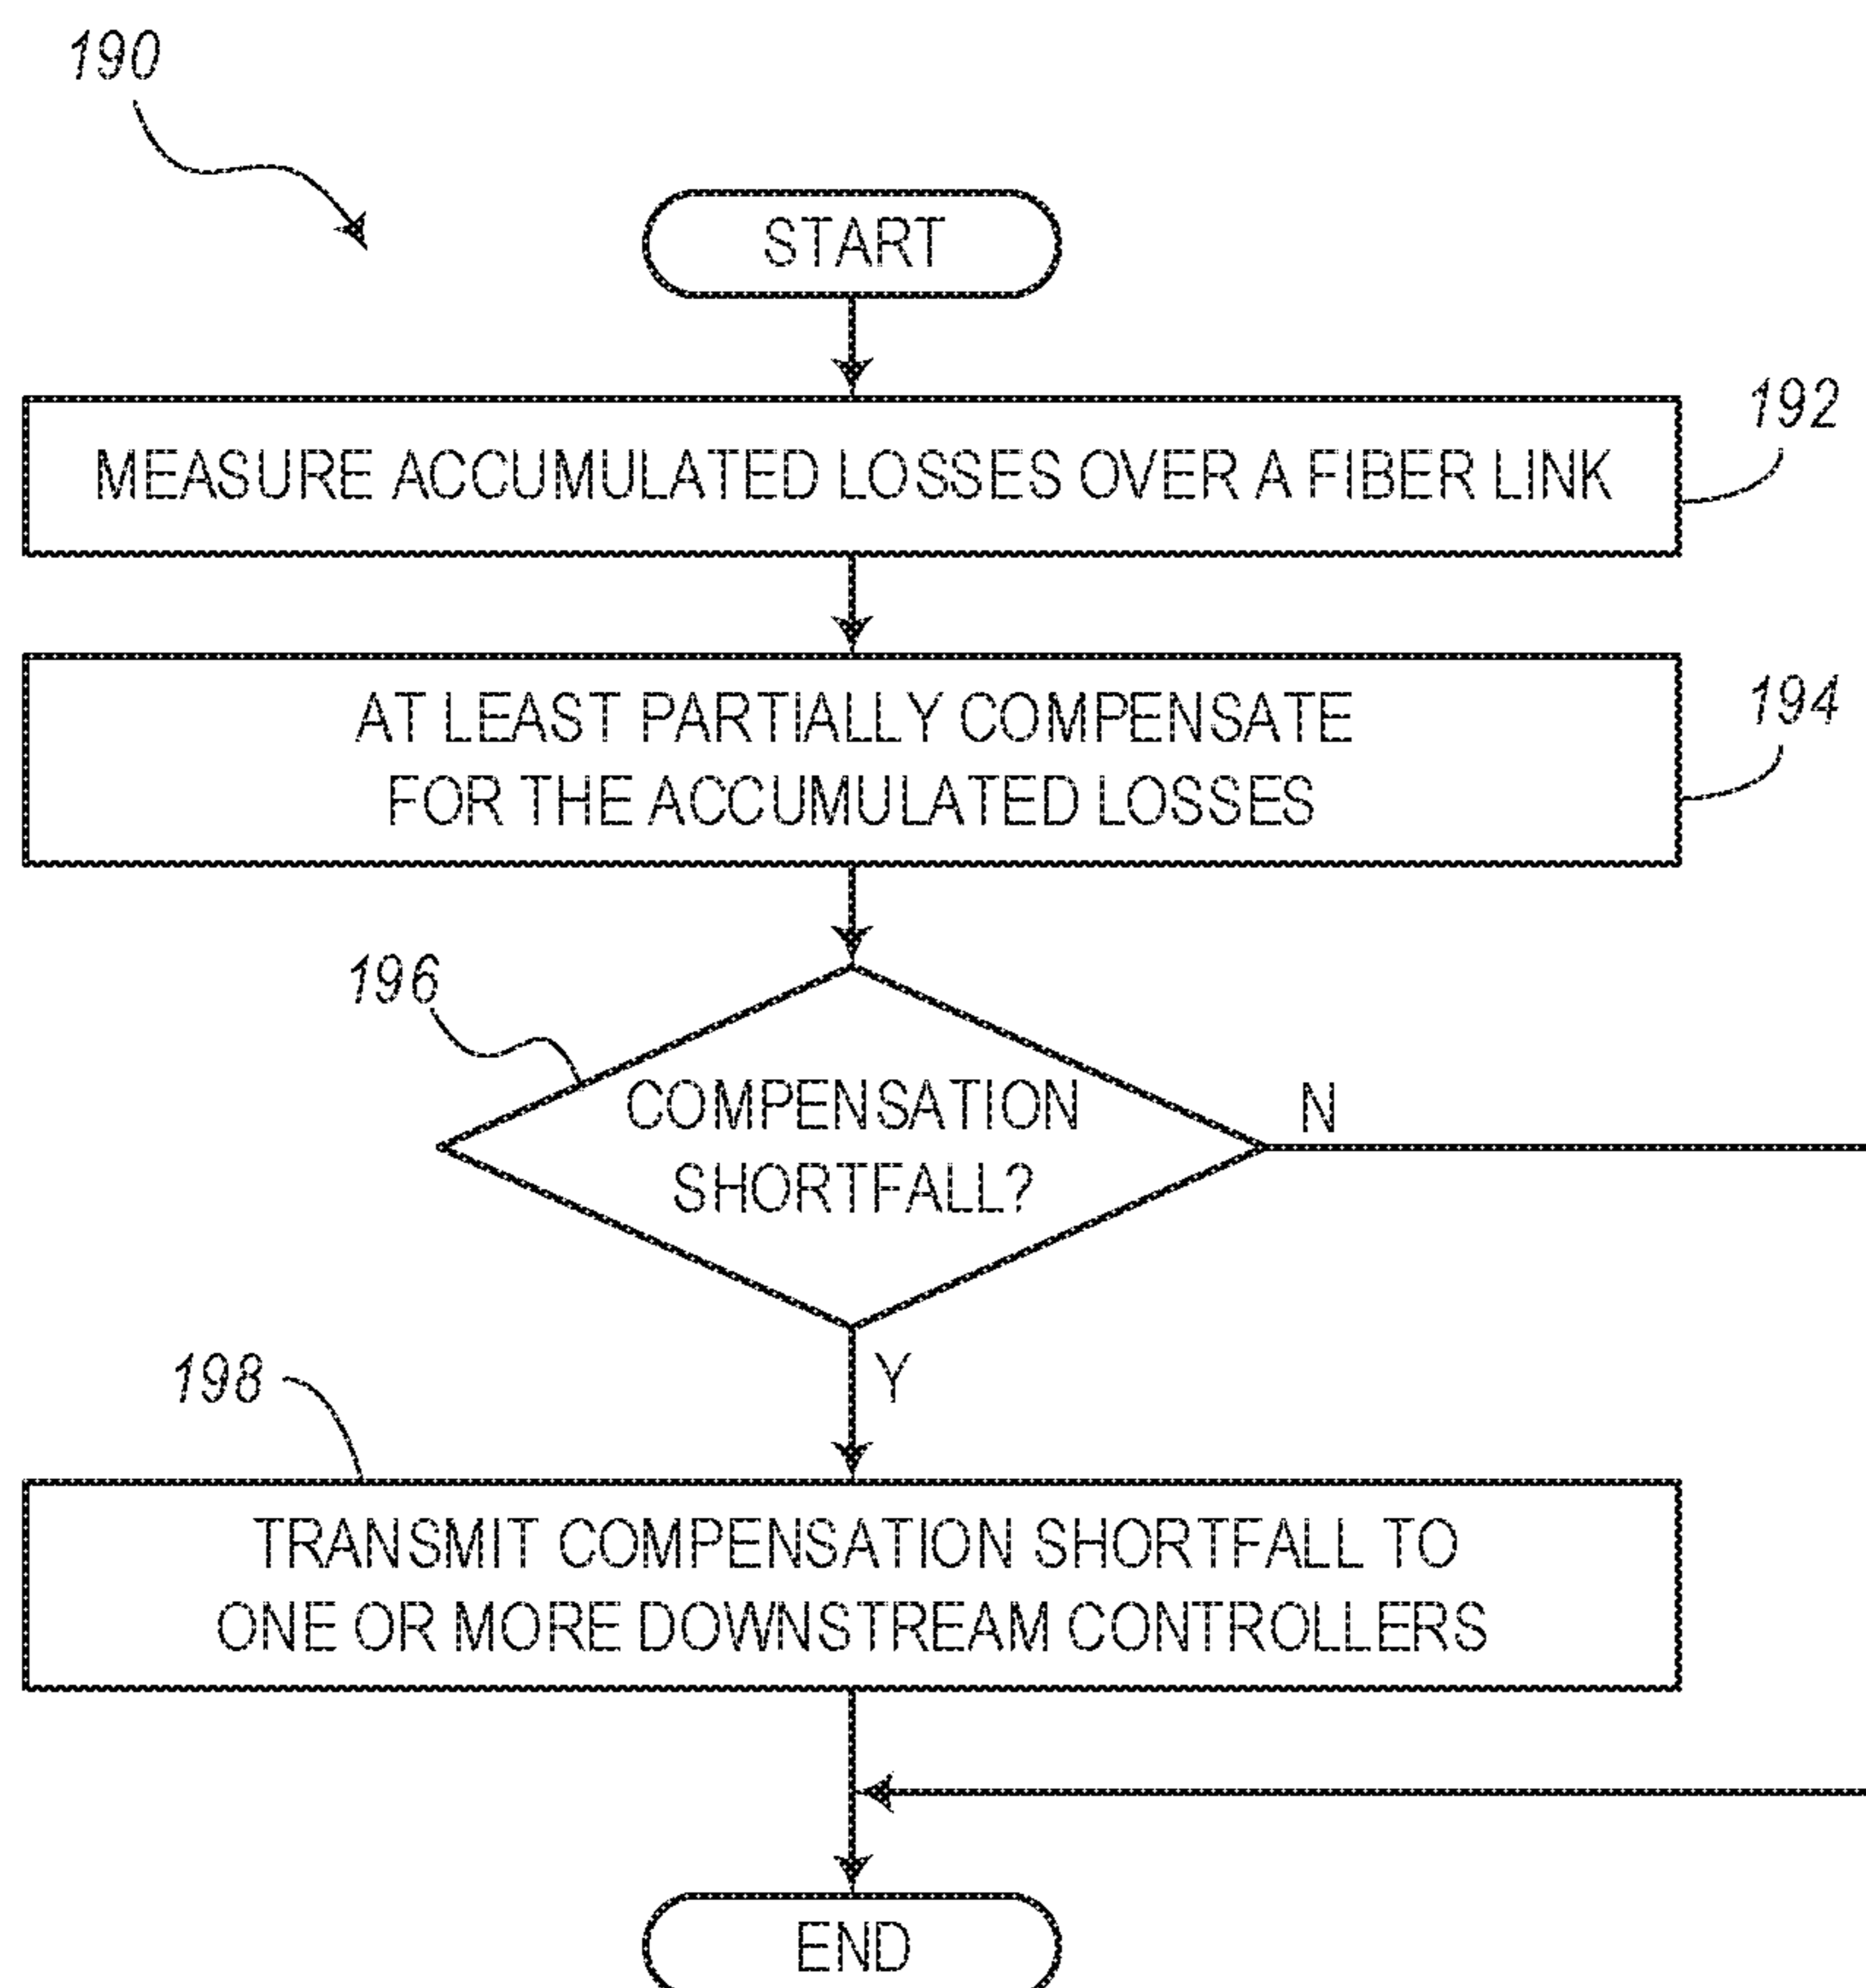 190
START
MEASURE ACCUMULATED LOSSES OVER A FIBER LINK
192
AT LEAST PARTIALLY COMPENSATE
FOR THE ACCUMULATED LOSSES
194
196
COMPENSATION
SHORTFALL?
N
Y
198
TRANSMIT COMPENSATION SHORTFALL TO
ONE OR MORE DOWNSTREAM CONTROLLERS
END